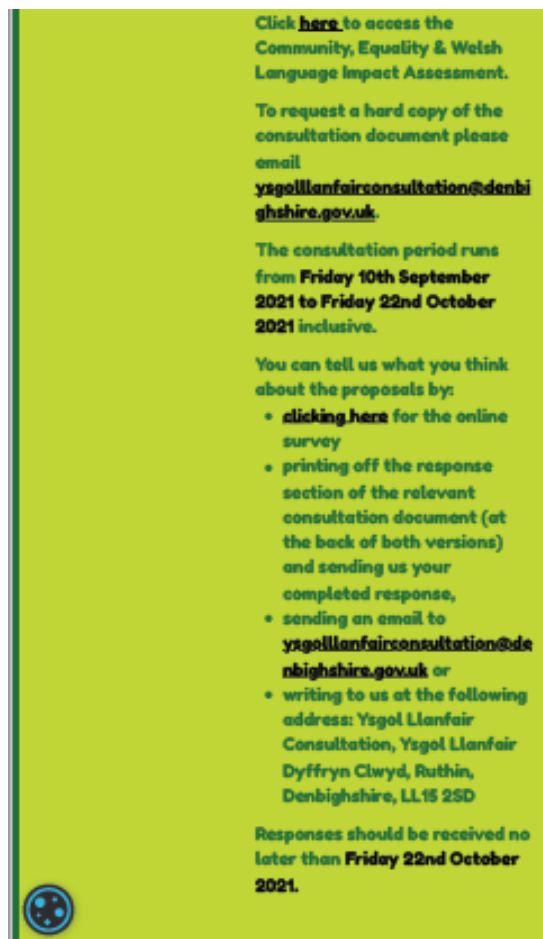 Click here to access the
Community, Equality & Welsh
Language Impact Assessment.
To request a hard copy of the
consultation document please
email
ysgolllanfairconsultation@denbi
ghshire.gov.uk.
The consultation period runs
from Friday 10th September
2021 to Friday 22nd October
2021 inclusive.
You can tell us what you think
about the proposals by:
• clicking here for the online
survey
• printing off the response
section of the relevant
consultation document (at
the back of both versions)
and sending us your
completed response,
• sending an email to
ysgolllanfairconsultation@de
nbighshire.gov.uk or
• writing to us at the following
address: Ysgol Llanfair
Consultation, Ysgol Llanfair
Dyffryn Clwyd, Ruthin,
Denbighshire, LL15 2SD
Responses should be received no
later than Friday 22nd October
2021.